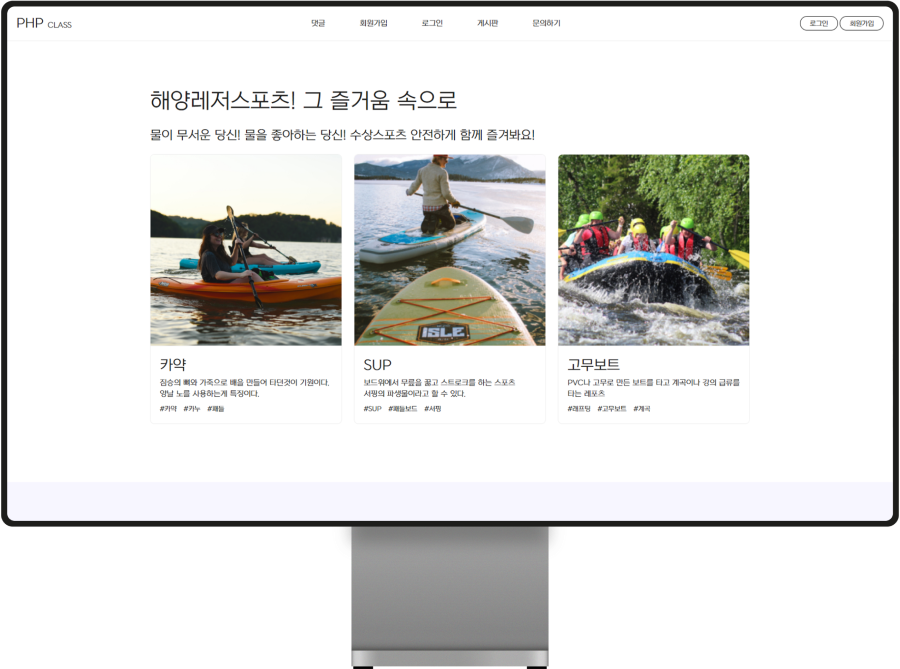 PHP CLASS
댓글 회원가입 로그인 게시판 문의하기
로그인 회원가입
해양레저스포츠! 그 즐거움 속으로
물이 무서운 당신! 물을 좋아하는 당신! 수상스포츠 안전하게 함께 즐겨봐요!
ISLE
카약
짐승의 뼈와 가죽으로 배을 만들어 타던것이 기원이다.
양날 노를 사용하는게 특징이다.
#카약 #카누 #패들
SUP
보드위에서 무릎을 꿇고 스트로크를 하는 스포츠
서핑의 파생물이라고 할 수 있다.
#SUP #패들보드 #서핑
고무보트
PVC나 고무로 만든 보트를 타고 계곡이나 강의 급류를
타는 레포츠
#래프팅 #고무보트 #계곡